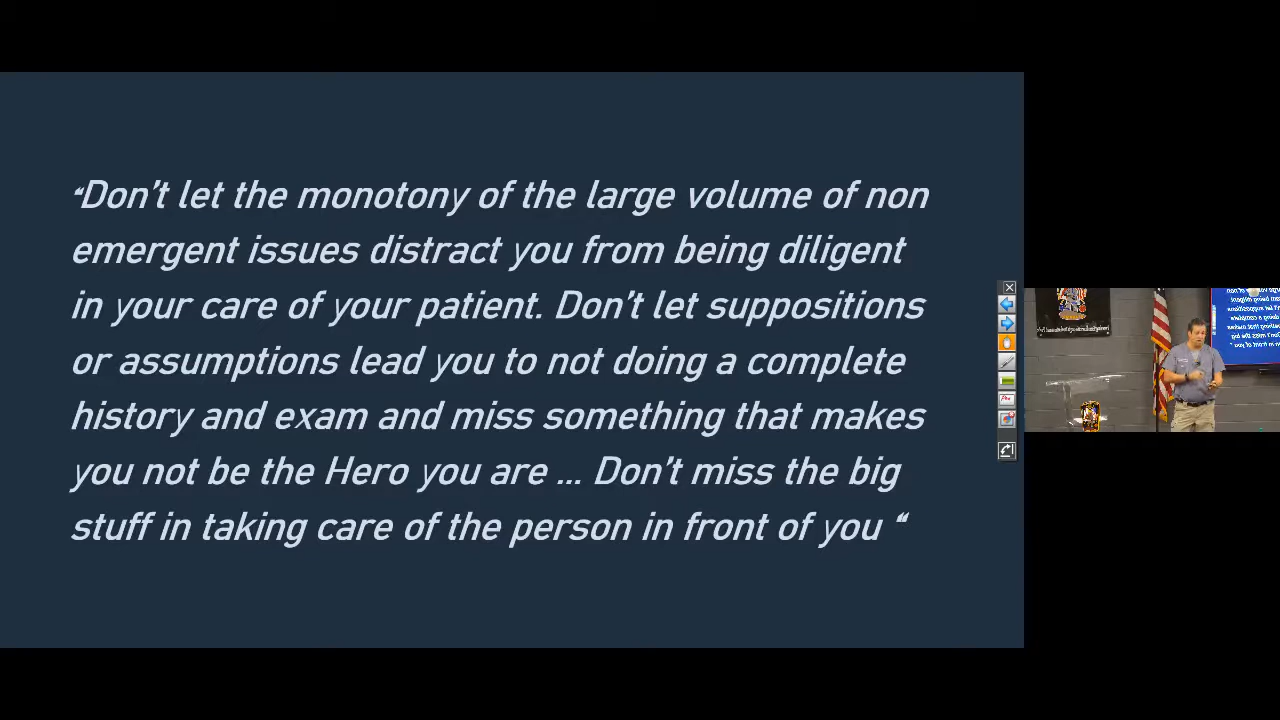 “Don’t let the monotony of the large volume of non
emergent issues distract you from being diligent
in your care of your patient. Don’t let suppositions
or assumptions lead you to not doing a complete
history and exam and miss something that makes
you not be the Hero you are ... Don’t miss the big
stuff in taking care of the person in front of you “